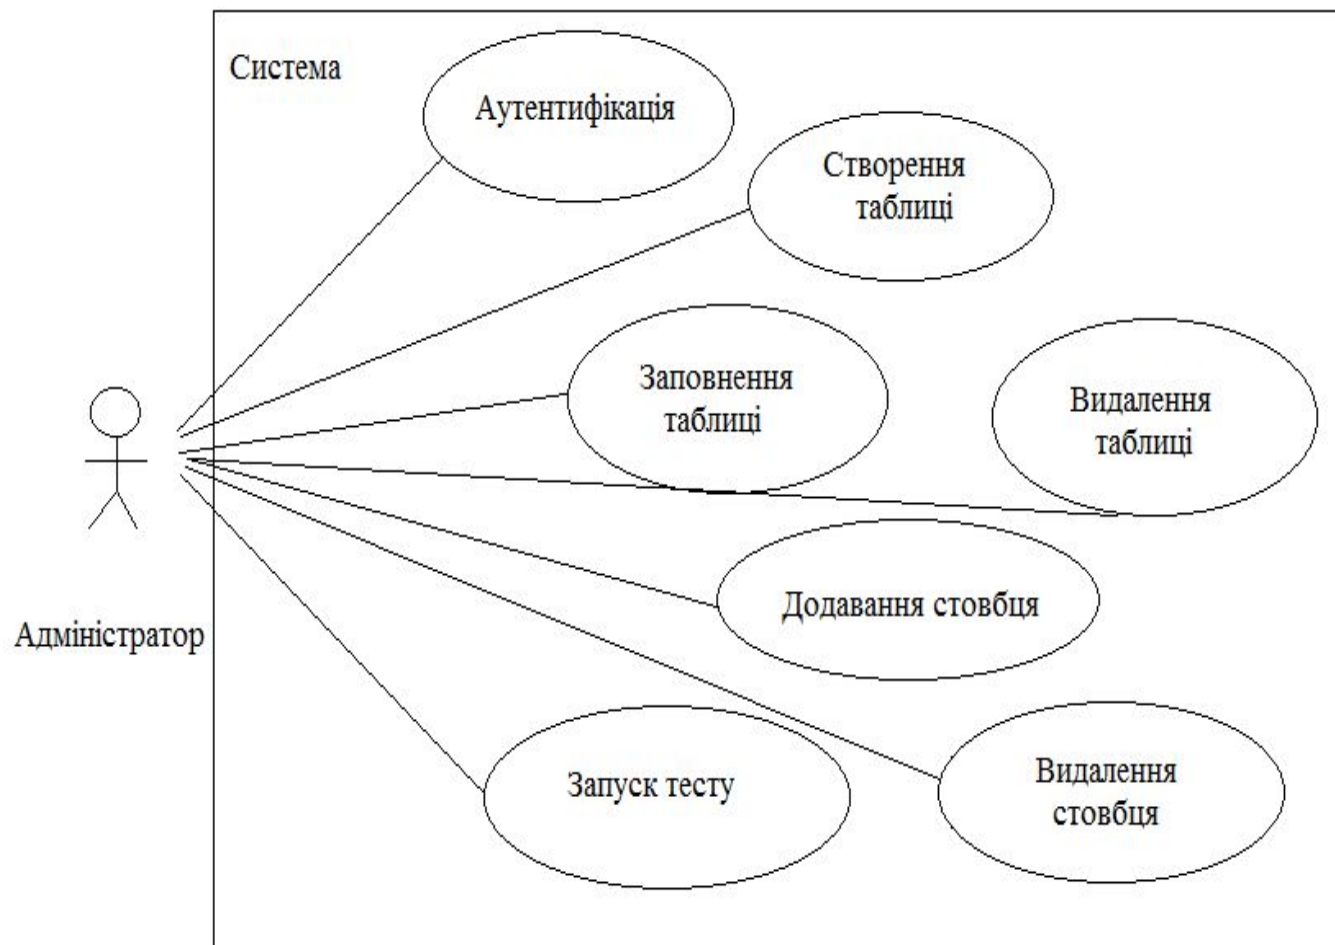 Система
Аутентифікація
Створення
таблиці
Заповнення
таблиці
Видалення
таблиці
Додавання стовбця
Адміністратор
Запуск тесту
Видалення
стовбця